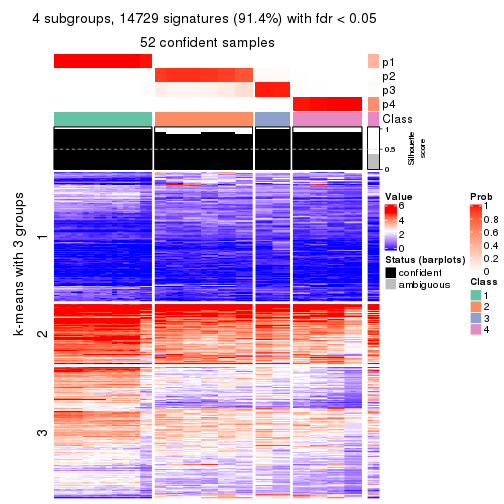 4 subgroups, 14729 signatures (91.4%) with fdr < 0.05
52 confident samples
p1
p2
p3
p4
Class
1
0.5
0
Silhouette
score
k-means with 3 groups
1
2
3
Value
6
4
2
0
Status (barplots)
confident
ambiguous
Prob
1
0.8
0.6
0.4
0.2
0
Class
1
2
3
4